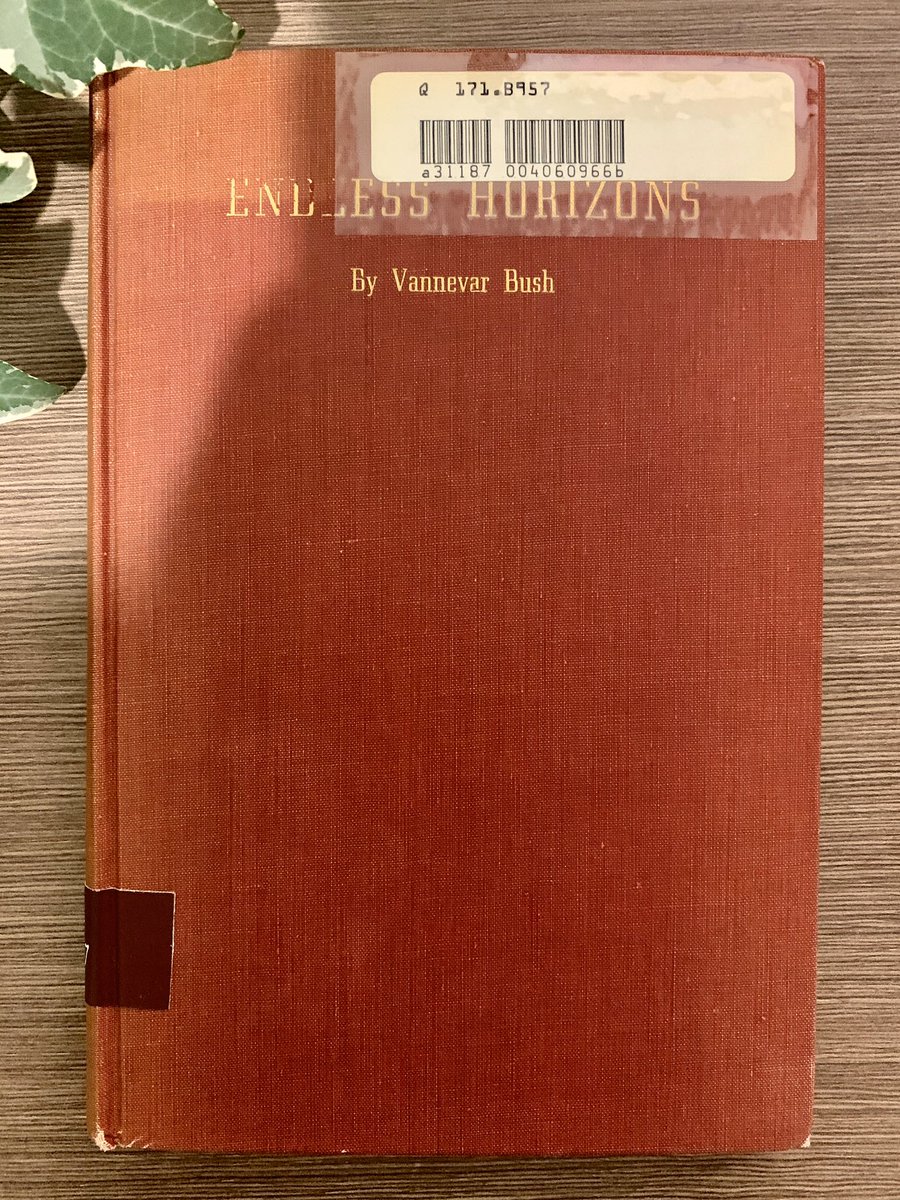 Q 171.B957
a31187 004060966b
ENDLESS HORIZONS
By Vannevar Bush